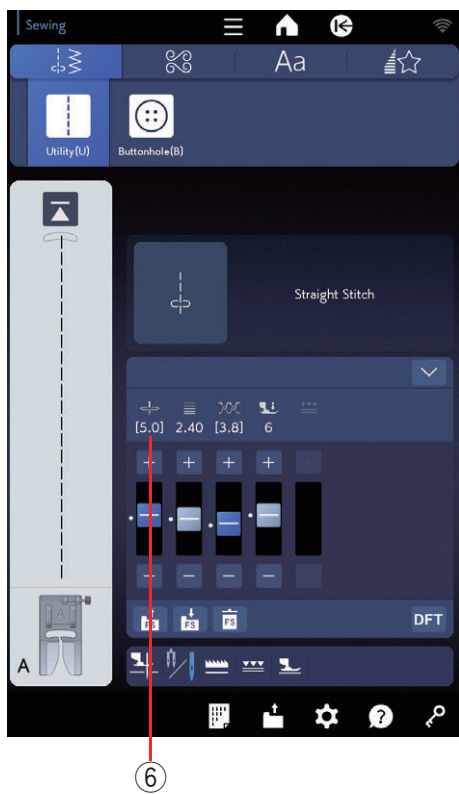 Sewing
Aa
Utility(U) Buttonhole(B)
Straight Stitch
[5.0] 2.40 [3.8] 6
+ + + +
− − − −
FS FS FS DFT
A
A
?
⑥